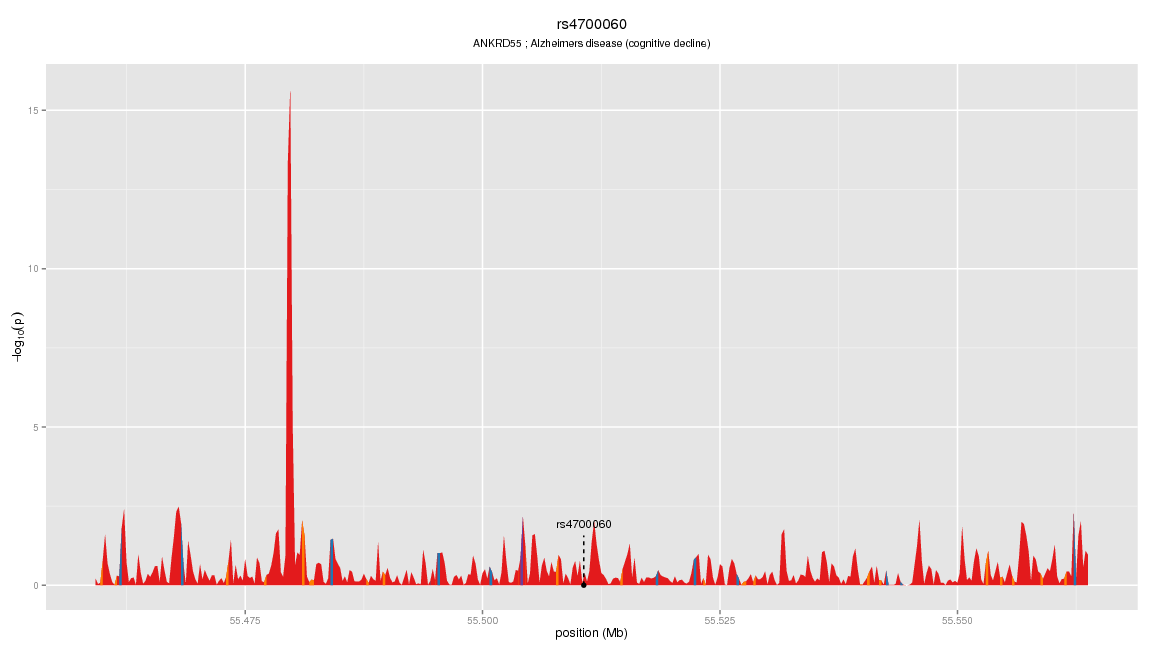 rs4700060
ANKRD55 ; Alzheimers disease (cognitive decline)
15
10
5
0
−log10(p)
rs4700060
55.475
55.500
55.525
55.550
position (Mb)